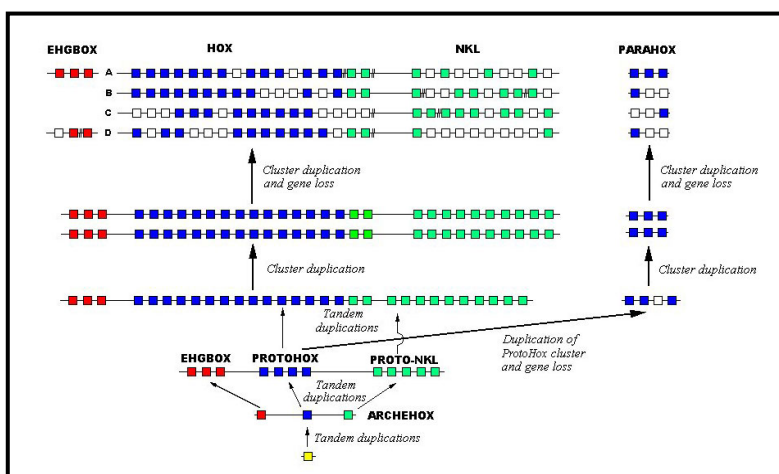 EHGBOX HOX NKL PARAHOX
A
B
C
D
Cluster duplication
and gene loss
Cluster duplication
and gene loss
Cluster duplication
Cluster duplication
Tandem
duplications
Duplication of
ProtoHox cluster
and gene loss
EHGBOX PROTOHOX PROTO-NKL
Tandem
duplications
ARCHEHOX
Tandem duplications